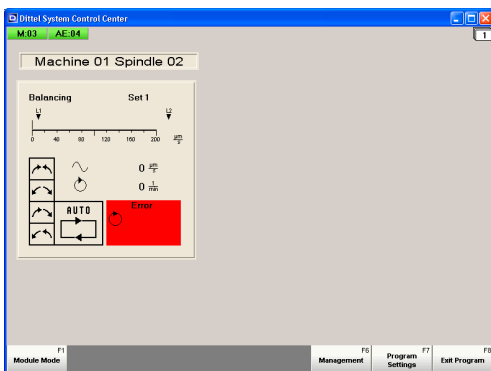 Dittel System Control Center
M:03 AE:04
1
Machine 01 Spindle 02
Balancing Set 1
L1 L2
0 40 80 120 160 200 µm/s
0 µm/s
0 1/min
AUTO
Error
F1 F6 F7 F8
Module Mode Management Program Settings Exit Program